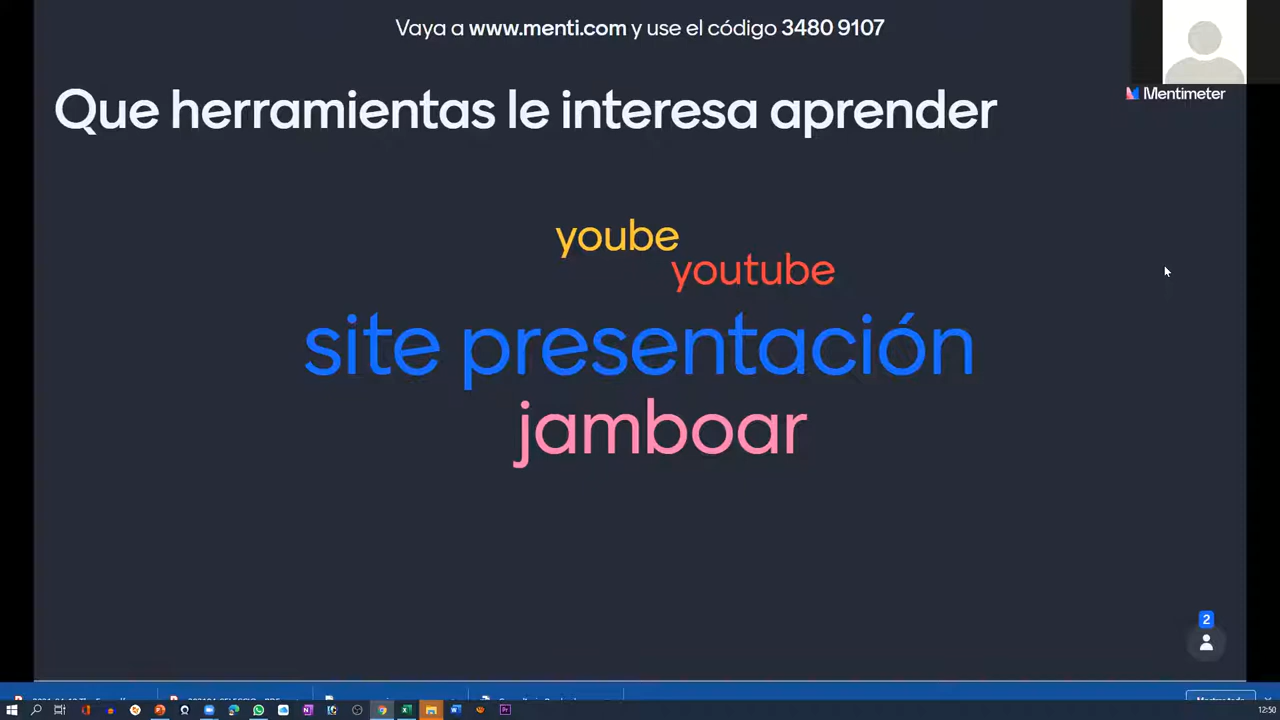 Vaya a www.menti.com y use el código 3480 9107
Mentimeter
Que herramientas le interesa aprender
yoube
youtube
site presentación
jamboar
2
12:50